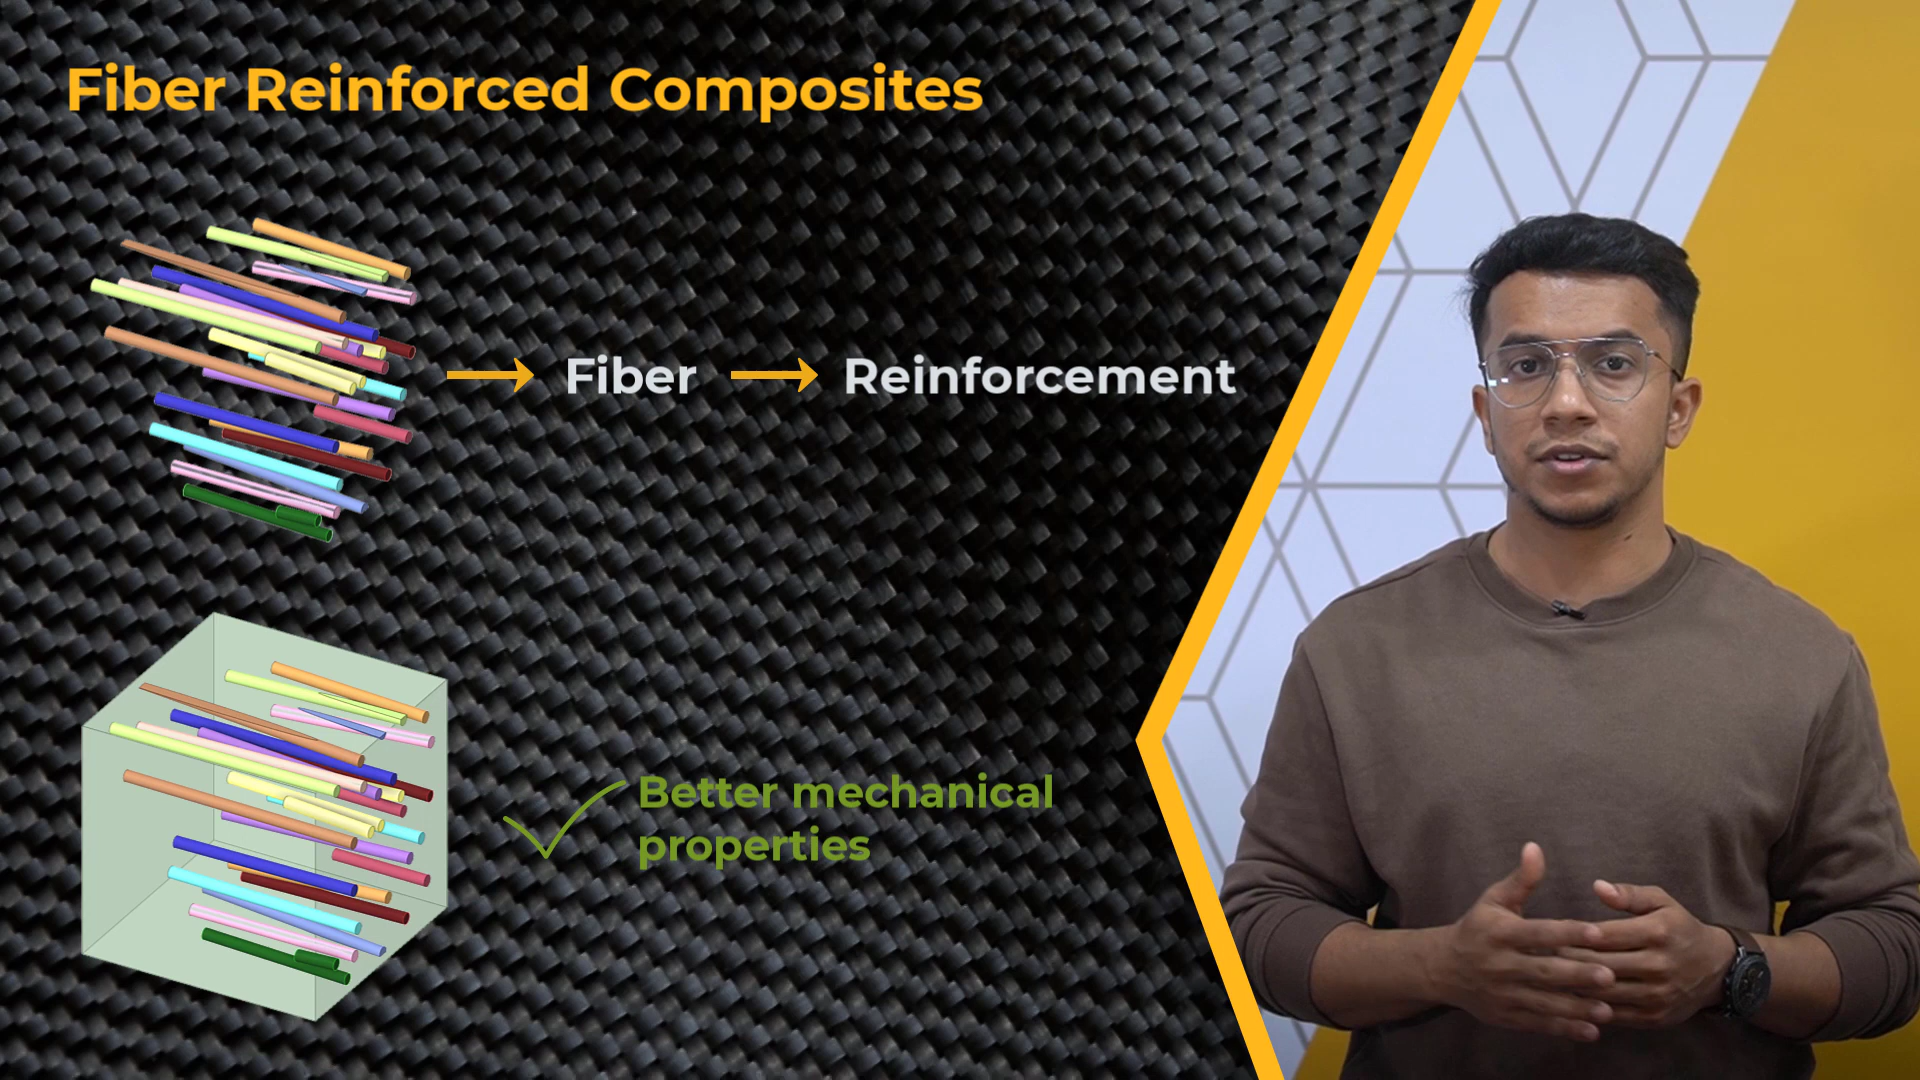 Fiber Reinforced Composites
Fiber
Reinforcement
Better mechanical
properties